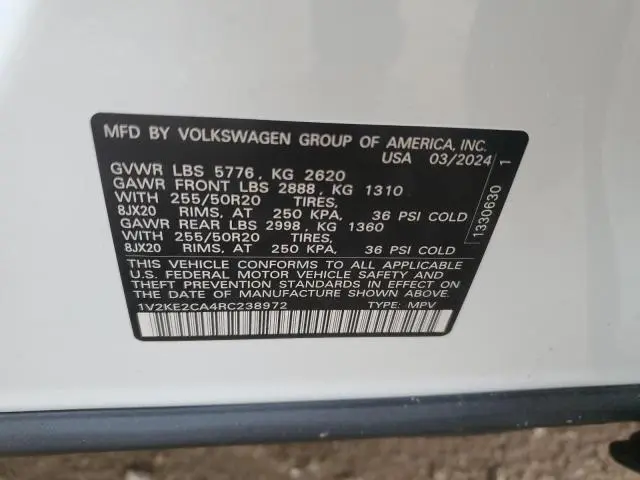 MFD BY VOLKSWAGEN GROUP OF AMERICA, INC.
USA 03/2024
GVWR LBS 5776, KG 2620
GAWR FRONT LBS 2888, KG 1310
WITH 255/50R20 TIRES,
8JX20 RIMS, AT 250 KPA, 36 PSI COLD
GAWR REAR LBS 2998, KG 1360
WITH 255/50R20 TIRES,
8JX20 RIMS, AT 250 KPA, 36 PSI COLD
THIS VEHICLE CONFORMS TO ALL APPLICABLE
U.S. FEDERAL MOTOR VEHICLE SAFETY AND
THEFT PREVENTION STANDARDS IN EFFECT
ON THE DATE OF MANUFACTURE SHOWN ABOVE.
1V2KE2CA4RC238972 TYPE: MPV
1330630 1